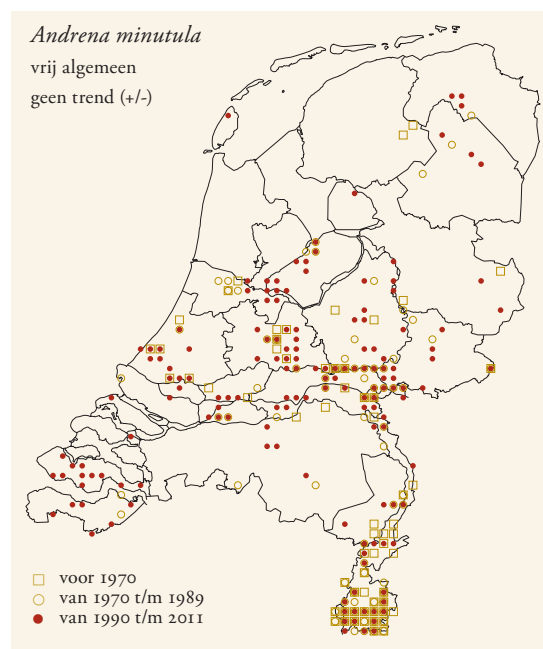 Andrena minutula
vrij algemeen
geen trend (+/-)
voor 1970
van 1970 t/m 1989
van 1990 t/m 2011